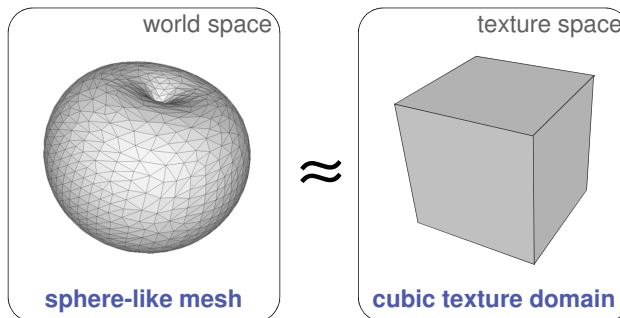 world space
texture space
≈
sphere-like mesh
cubic texture domain